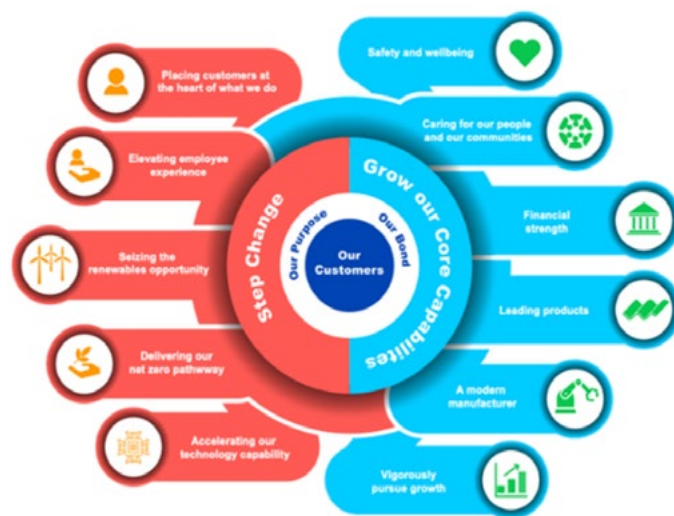 Placing customers at
the heart of what we do
Elevating employee
experience
Seizing the
renewables opportunity
Delivering our
net zero pathwway
Accelerating our
technology capability
Step Change
Our Purpose
Our
Customers
Our Bond
Grow our Core Capabilites
Safety and wellbeing
Caring for our people
and our communities
Financial
strength
Leading products
A modern
manufacturer
Vigorously
pursue growth